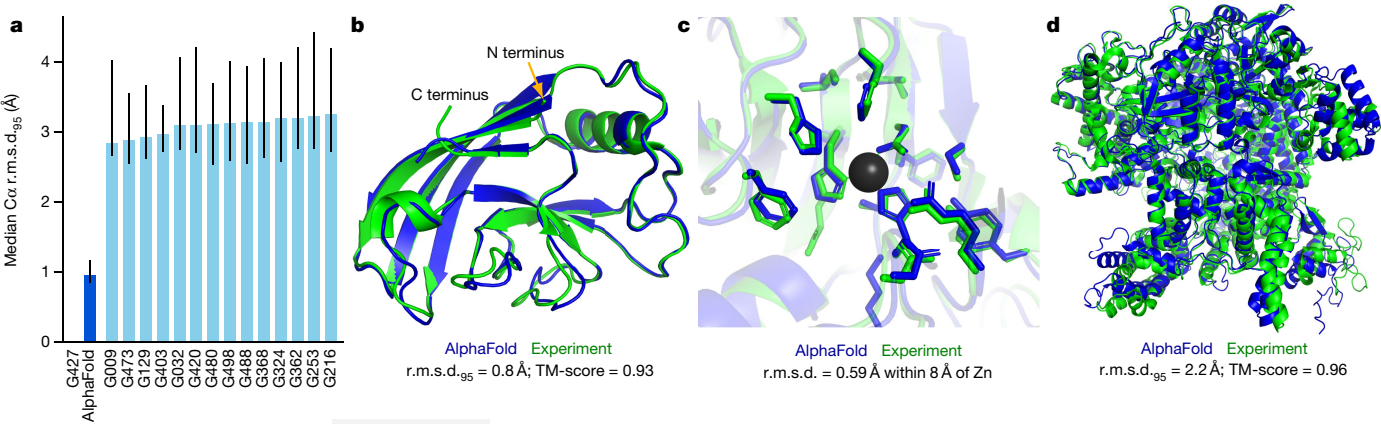 a
Median Cα r.m.s.d.95 (Å)
4
3
2
1
0
G427
AlphaFold
G009
G473
G129
G403
G032
G420
G480
G498
G488
G368
G324
G362
G253
G216
b
N terminus
C terminus
AlphaFold Experiment
r.m.s.d.95 = 0.8 Å; TM-score = 0.93
c
AlphaFold Experiment
r.m.s.d. = 0.59 Å within 8 Å of Zn
d
AlphaFold Experiment
r.m.s.d.95 = 2.2 Å; TM-score = 0.96